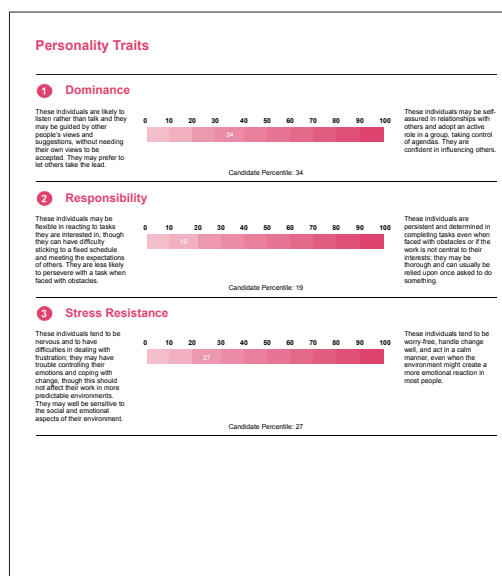 Personality Traits
1 Dominance
These individuals are likely to
listen rather than talk and they
may be guided by other
people's views and
suggestions, without needing
their own views to be
accepted. They may prefer to
let others take the lead.
0 10 20 30 40 50 60 70 80 90 100
34
Candidate Percentile: 34
These individuals may be self-
assured in relationships with
others and adopt an active
role in a group, taking control
of agendas. They are
confident in influencing others.
2 Responsibility
These individuals may be
flexible in reacting to tasks
they are interested in, though
they can have difficulty
sticking to a fixed schedule
and meeting the expectations
of others. They are less likely
to persevere with a task when
faced with obstacles.
0 10 20 30 40 50 60 70 80 90 100
19
Candidate Percentile: 19
These individuals are
persistent and determined in
completing tasks even when
faced with obstacles or if the
work is not central to their
interests; they may be
thorough and can usually be
relied upon once asked to do
something.
3 Stress Resistance
These individuals tend to be
nervous and to have
difficulties in dealing with
frustration; they may have
trouble controlling their
emotions and coping with
change, though this should
not affect their work in more
predictable environments.
They may well be sensitive to
the social and emotional
aspects of their environment.
0 10 20 30 40 50 60 70 80 90 100
27
Candidate Percentile: 27
These individuals tend to be
worry-free, handle change
well, and act in a calm
manner, even when the
environment might create a
more emotional reaction in
most people.